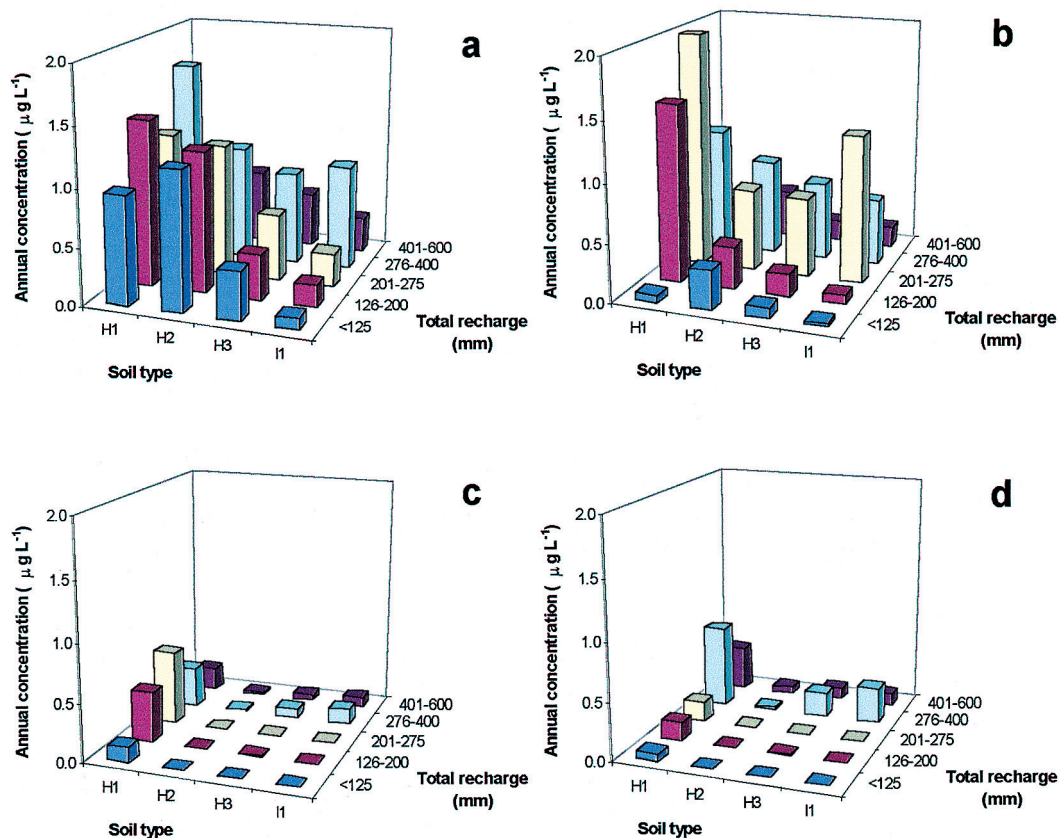 a
2.0
1.5
1.0
0.5
0.0
Annual concentration ( μg L⁻¹)
H1
H2
H3
I1
Soil type
401-600
276-400
201-275
126-200
<125
Total recharge
(mm)
b
2.0
1.5
1.0
0.5
0.0
Annual concentration ( μg L⁻¹)
H1
H2
H3
I1
Soil type
401-600
276-400
201-275
126-200
<125
Total recharge
(mm)
c
2.0
1.5
1.0
0.5
0.0
Annual concentration ( μg L⁻¹)
H1
H2
H3
I1
Soil type
401-600
276-400
201-275
126-200
<125
Total recharge
(mm)
d
2.0
1.5
1.0
0.5
0.0
Annual concentration ( μg L⁻¹)
H1
H2
H3
I1
Soil type
401-600
276-400
201-275
126-200
<125
Total recharge
(mm)